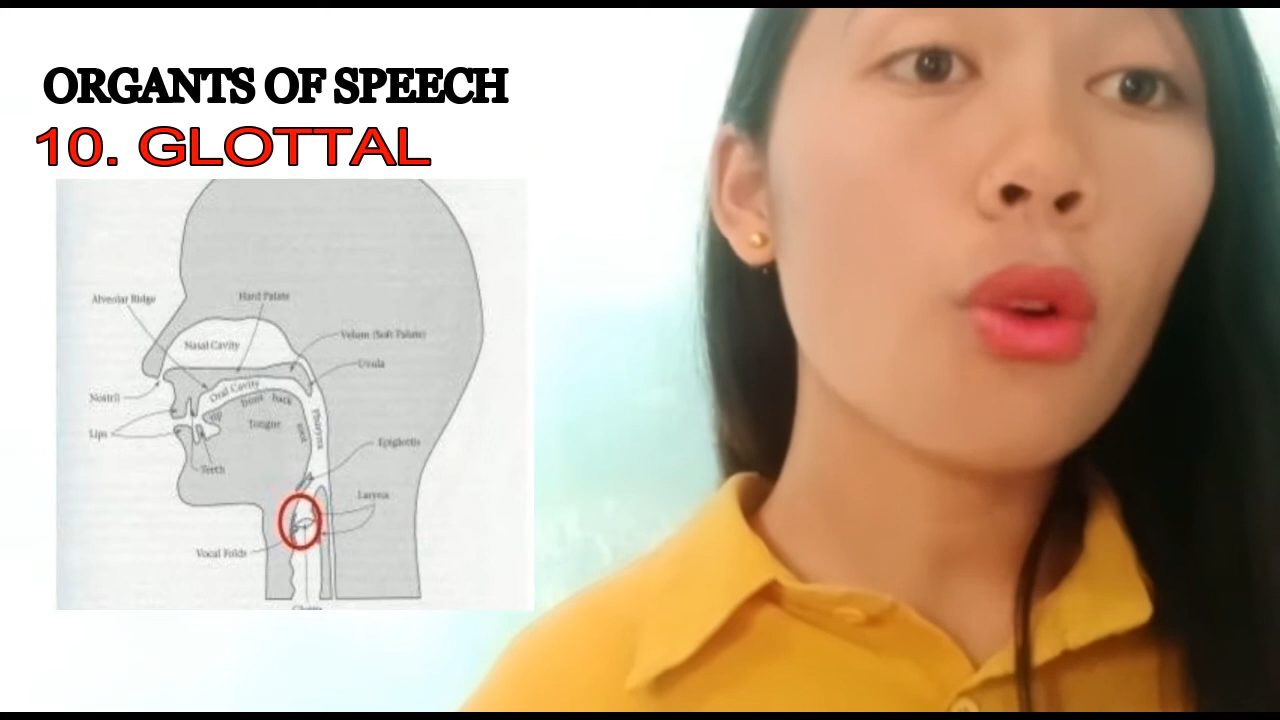 ORGANTS OF SPEECH
10. GLOTTAL
Alveolar Ridge
Hard Palate
Nasal Cavity
Velum (Soft Palate)
Uvula
Nostril
Oral Cavity
tip front back
Lips
Tongue
root
Pharynx
Epiglottis
Teeth
Larynx
Vocal Folds